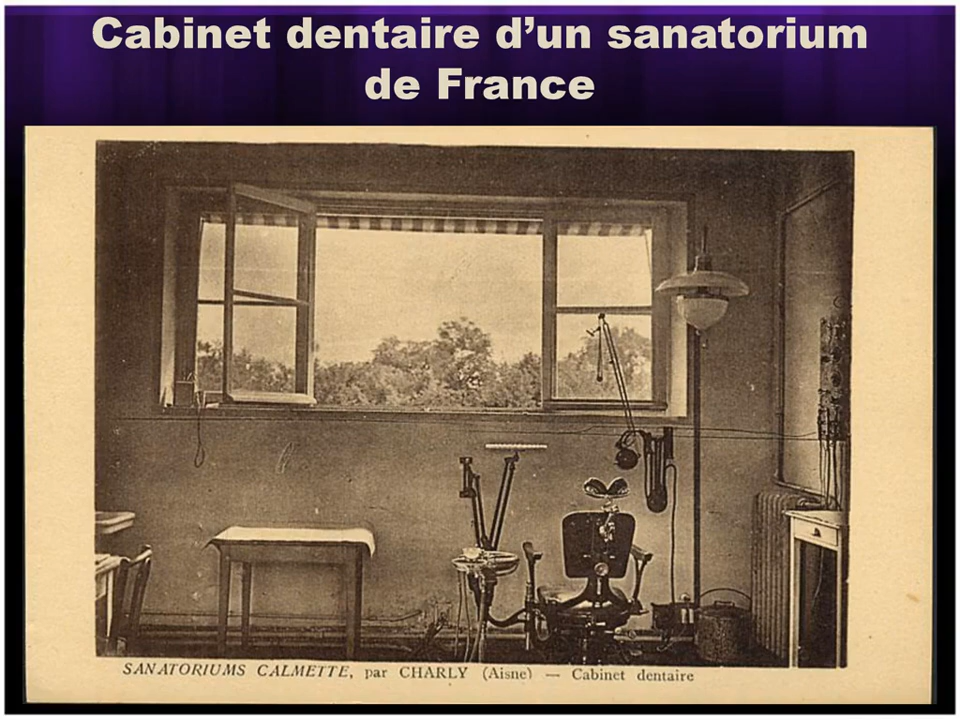 Cabinet dentaire d’un sanatorium
de France
SANATORIUMS CALMETTE, par CHARLY (Aisne) — Cabinet dentaire